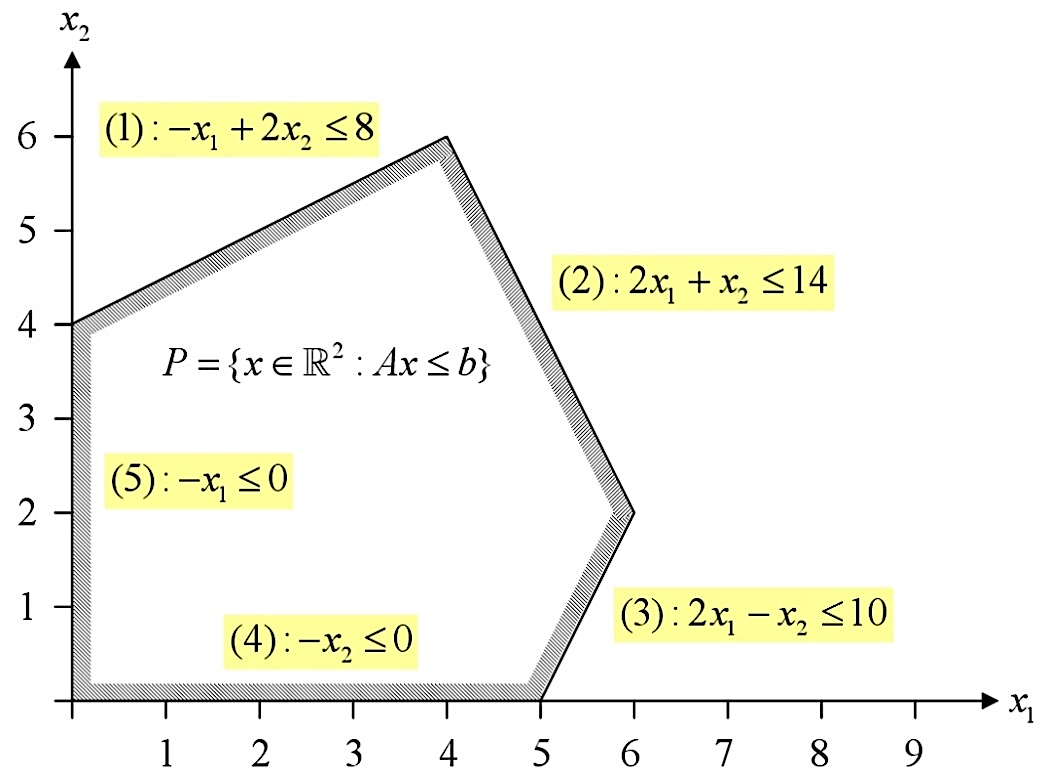 x₂
(1) : −x₁ + 2x₂ ≤ 8
6
5
(2) : 2x₁ + x₂ ≤ 14
4
P = {x ∈ ℝ² : Ax ≤ b}
3
(5) : −x₁ ≤ 0
2
1
(3) : 2x₁ − x₂ ≤ 10
(4) : −x₂ ≤ 0
x₁
1 2 3 4 5 6 7 8 9